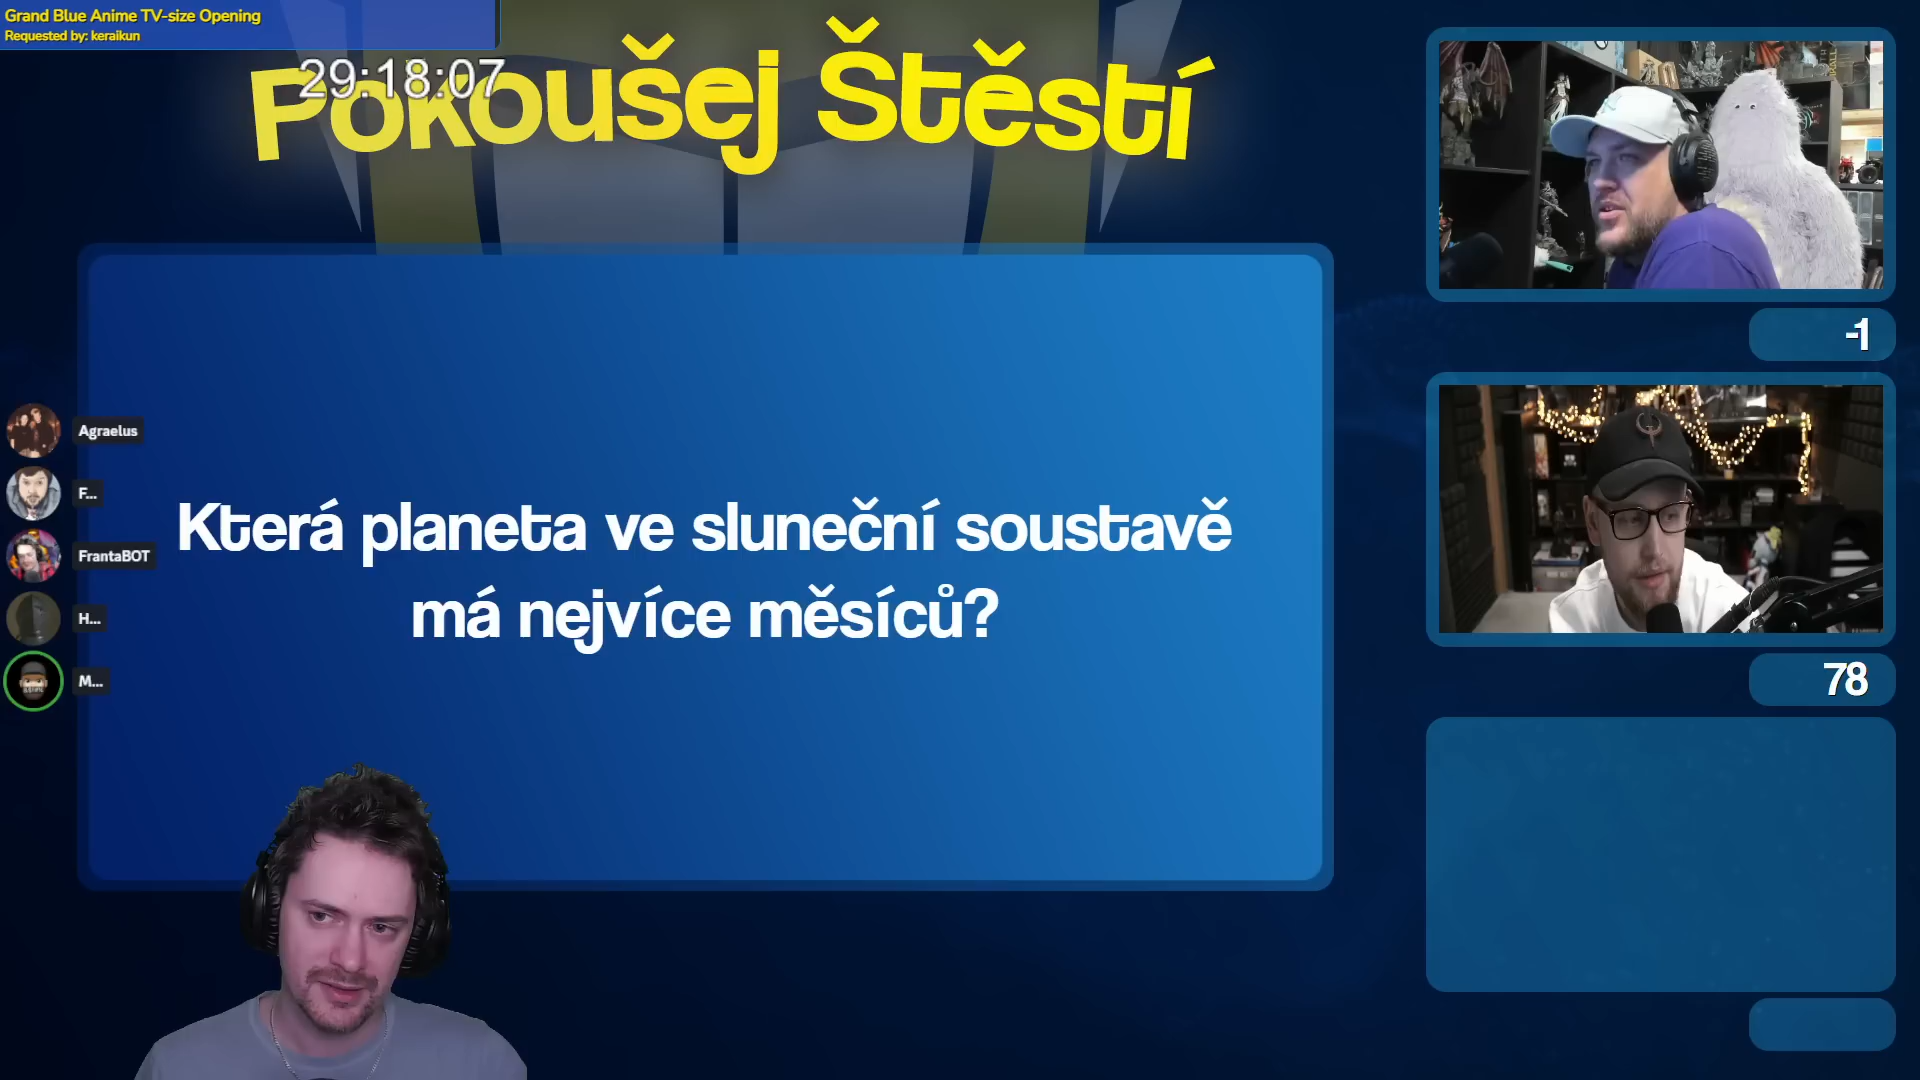 Grand Blue Anime TV-size Opening
Requested by: keraikun
29:18:07
Pokoušej Štěstí
-1
Agraelus
F...
FrantaBOT
H...
M...
Která planeta ve sluneční soustavě
má nejvíce měsíců?
78